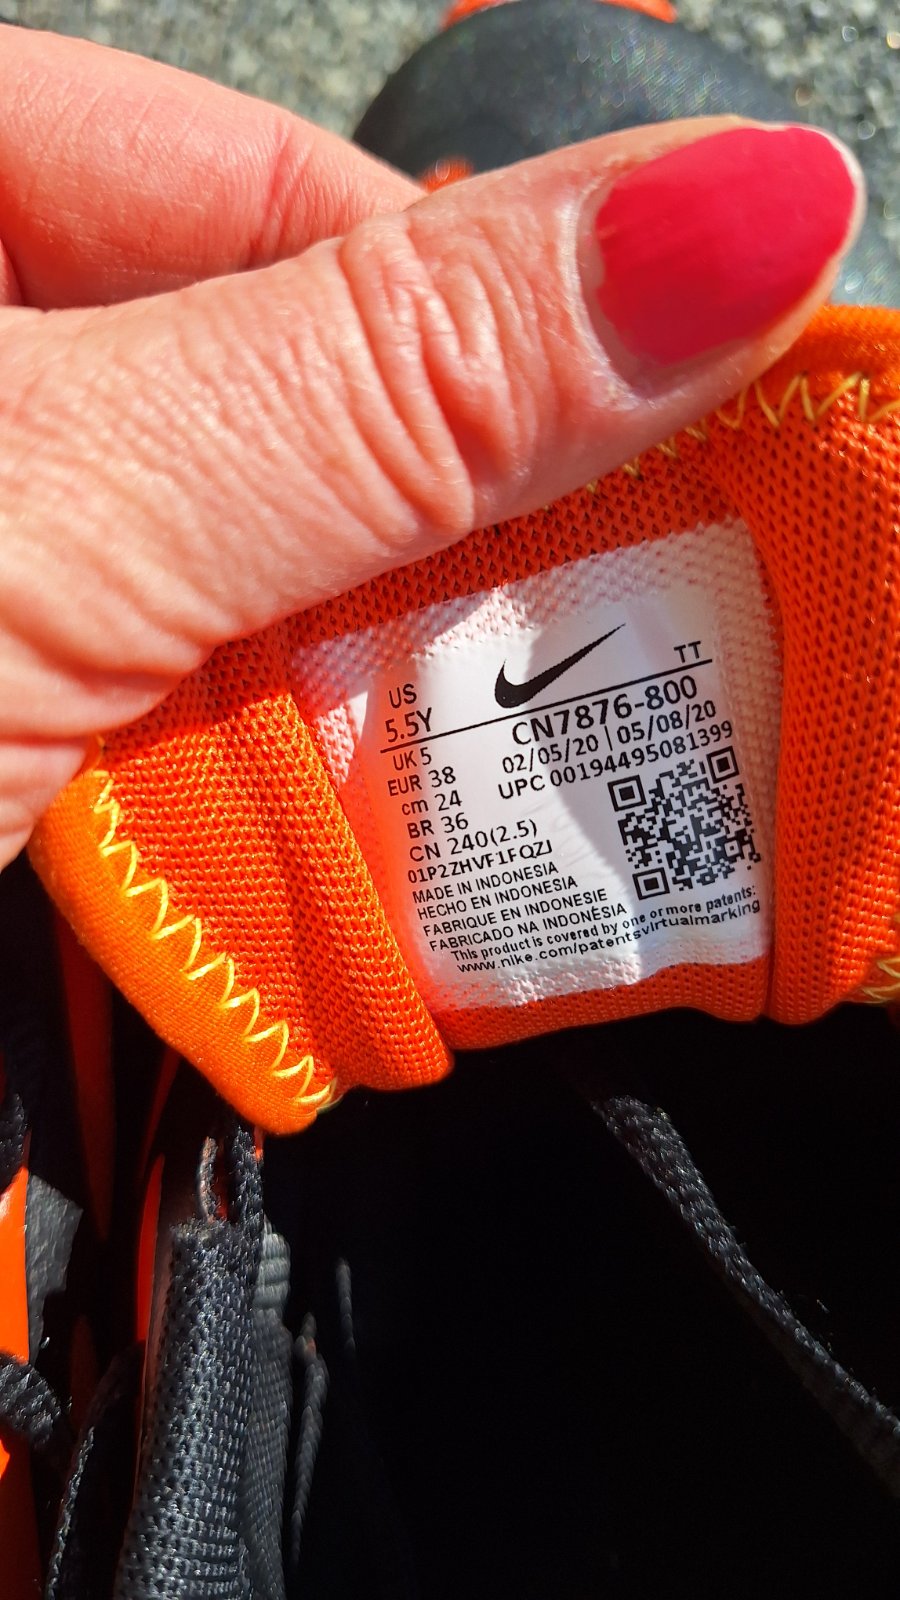 US
TT
5.5Y
CN7876-800
UK 5
02/05/20 | 05/08/20
EUR 38
UPC 00194495081399
cm 24
BR 36
CN 240(2.5)
01P2ZHVF1FQZJ
MADE IN INDONESIA
HECHO EN INDONESIA
FABRIQUE EN INDONESIE
FABRICADO NA INDONÉSIA
This product is covered by one or more patents:
www.nike.com/patentsvirtualmarking